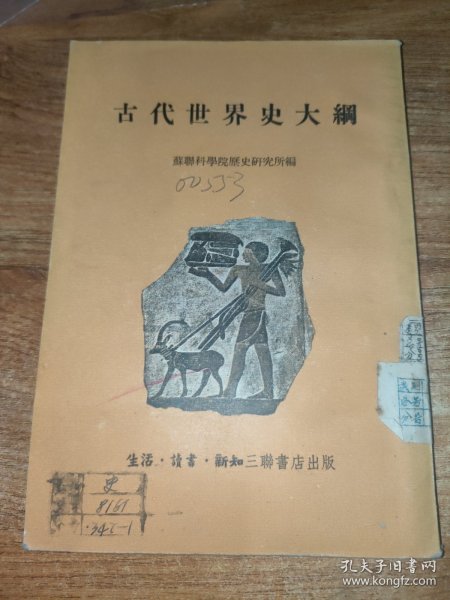 古代世界史大綱
蘇聯科學院歷史研究所編
00553
生活·讀書·新知三聯書店出版
史
孔夫子旧书网
www.kongfz.com